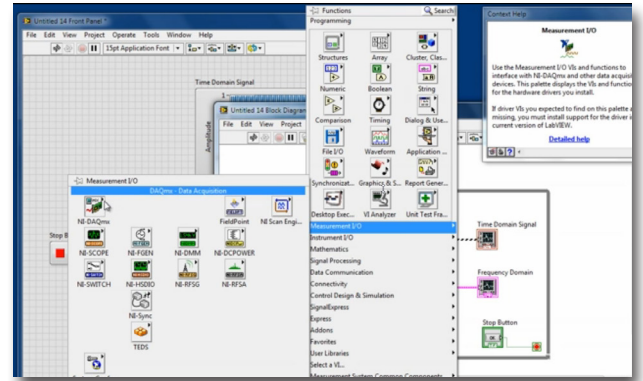 Untitled 14 Front Panel *
File Edit View Project Operate Tools Window Help
15pt Application Font
Time Domain Signal
Amplitude
Untitled 14 Block Diagram
File Edit View Project
Stop B
Functions
Search
Programming
Structures Array Cluster, Clas...
Numeric Boolean String
Comparison Timing Dialog & Use...
File I/O Waveform Application ...
Synchronizat... Graphics & S... Report Gener...
Desktop Exec... VI Analyzer Unit Test Fra...
Measurement I/O
Instrument I/O
Mathematics
Signal Processing
Data Communication
Connectivity
Control Design & Simulation
SignalExpress
Express
Addons
Favorites
User Libraries
Select a VI...
Measurement System Common Components
Measurement I/O
DAQmx - Data Acquisition
NI-DAQmx FieldPoint NI Scan Engi...
NI-SCOPE NI-FGEN NI-DMM NI-DCPOWER
NI-SWITCH NI-HSDIO NI-RFSG NI-RFSA
NI-Sync
TEDS
Context Help
Measurement I/O
Use the Measurement I/O VIs and functions to
interface with NI-DAQmx and other data acquisit
devices. This palette displays the VIs and function
for the hardware drivers you install.
If driver VIs you expected to find on this palette a
missing, you must install support for the driver i
current version of LabVIEW.
Detailed help
Time Domain Signal
Frequency Domain
Stop Button